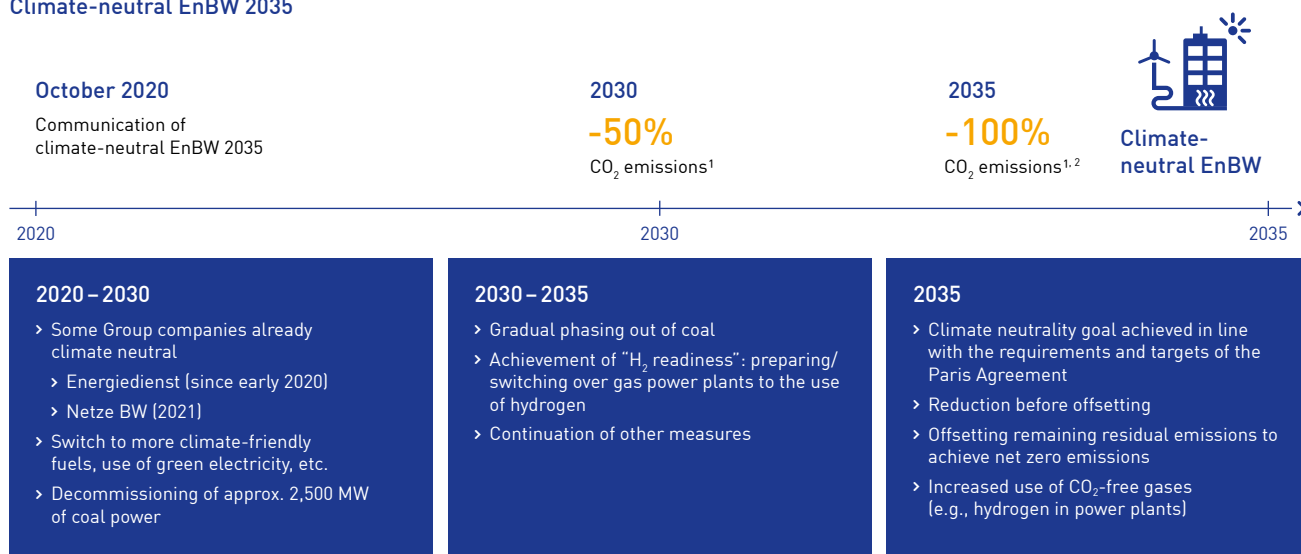 Climate-neutral EnBW 2035
October 2020
Communication of
climate-neutral EnBW 2035
2030
-50%
CO₂ emissions¹
2035
-100%
CO₂ emissions¹,²
Climate-
neutral EnBW
2020
2030
2035
2020 – 2030
› Some Group companies already
climate neutral
› Energiedienst (since early 2020)
› Netze BW (2021)
› Switch to more climate-friendly
fuels, use of green electricity, etc.
› Decommissioning of approx. 2,500 MW
of coal power
2030 – 2035
› Gradual phasing out of coal
› Achievement of “H₂ readiness”: preparing/
switching over gas power plants to the use
of hydrogen
› Continuation of other measures
2035
› Climate neutrality goal achieved in line
with the requirements and targets of the
Paris Agreement
› Reduction before offsetting
› Offsetting remaining residual emissions to
achieve net zero emissions
› Increased use of CO₂-free gases
(e.g., hydrogen in power plants)